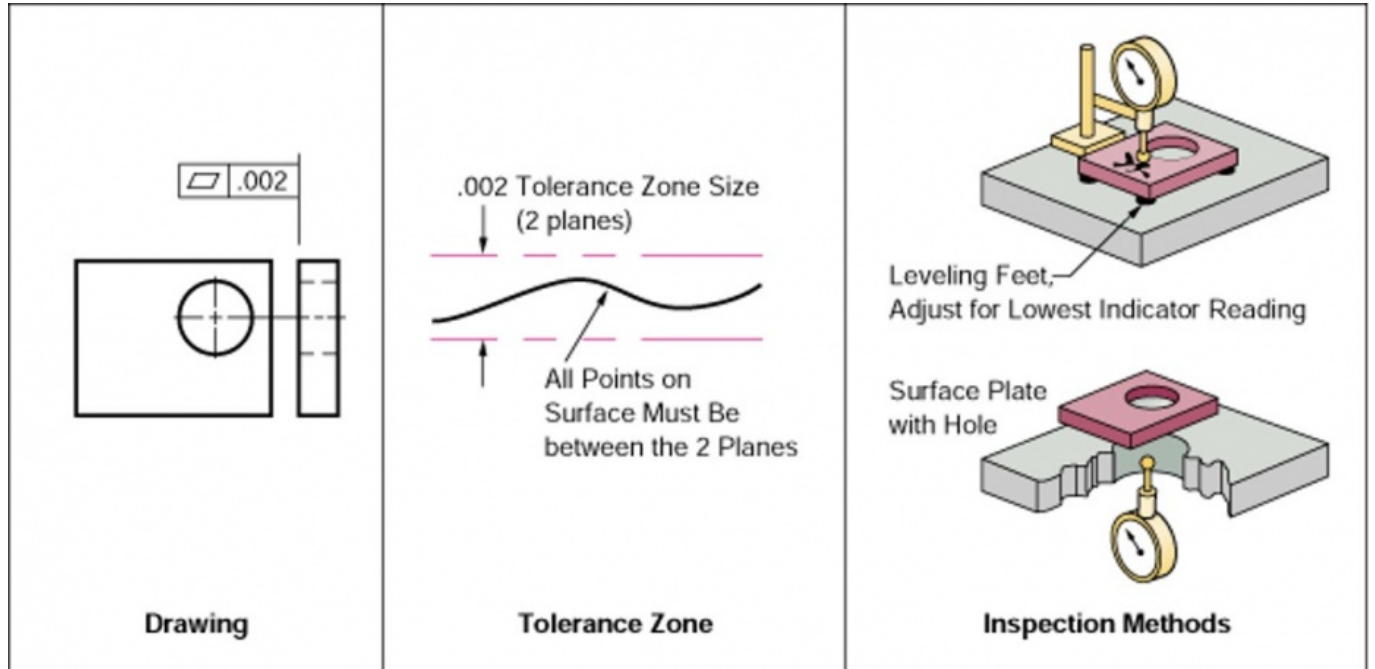 .002
Drawing
.002 Tolerance Zone Size
(2 planes)
All Points on
Surface Must Be
between the 2 Planes
Tolerance Zone
Leveling Feet,
Adjust for Lowest Indicator Reading
Surface Plate
with Hole
Inspection Methods